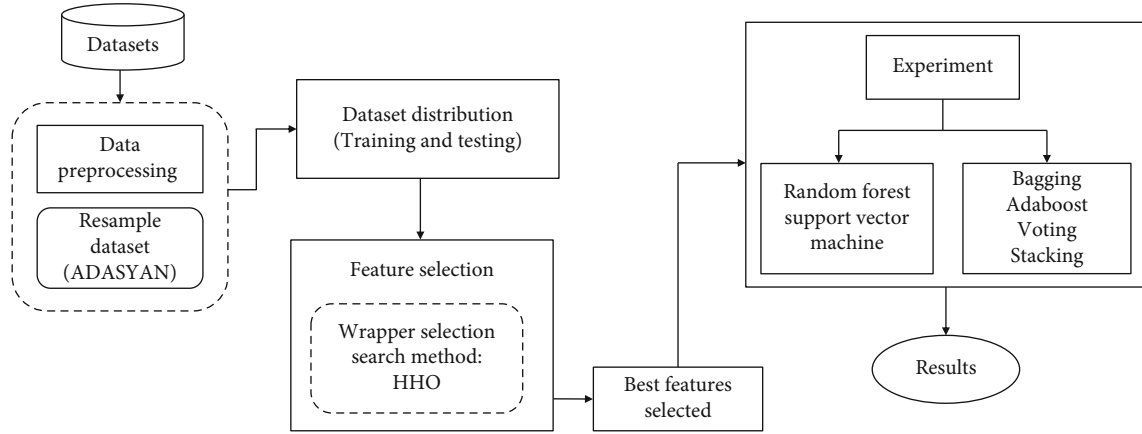 Datasets
Data
preprocessing
Resample
dataset
(ADASYAN)
Dataset distribution
(Training and testing)
Feature selection
Wrapper selection
search method:
HHO
Best features
selected
Experiment
Random forest
support vector
machine
Bagging
Adaboost
Voting
Stacking
Results